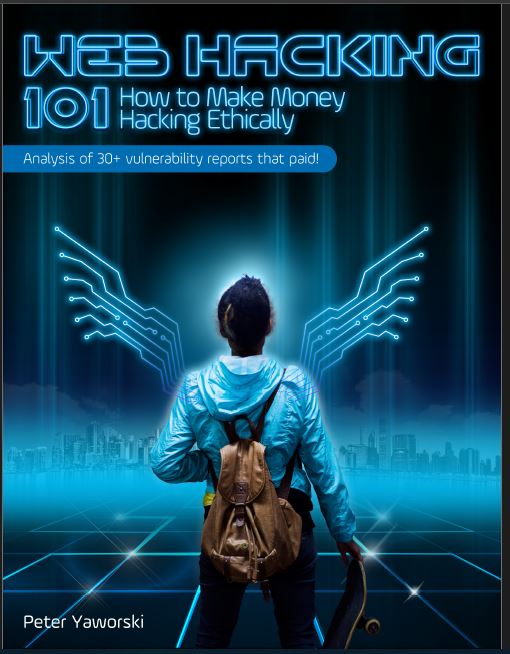 WEB HACKING
101 How to Make Money
Hacking Ethically
Analysis of 30+ vulnerability reports that paid!
Peter Yaworski